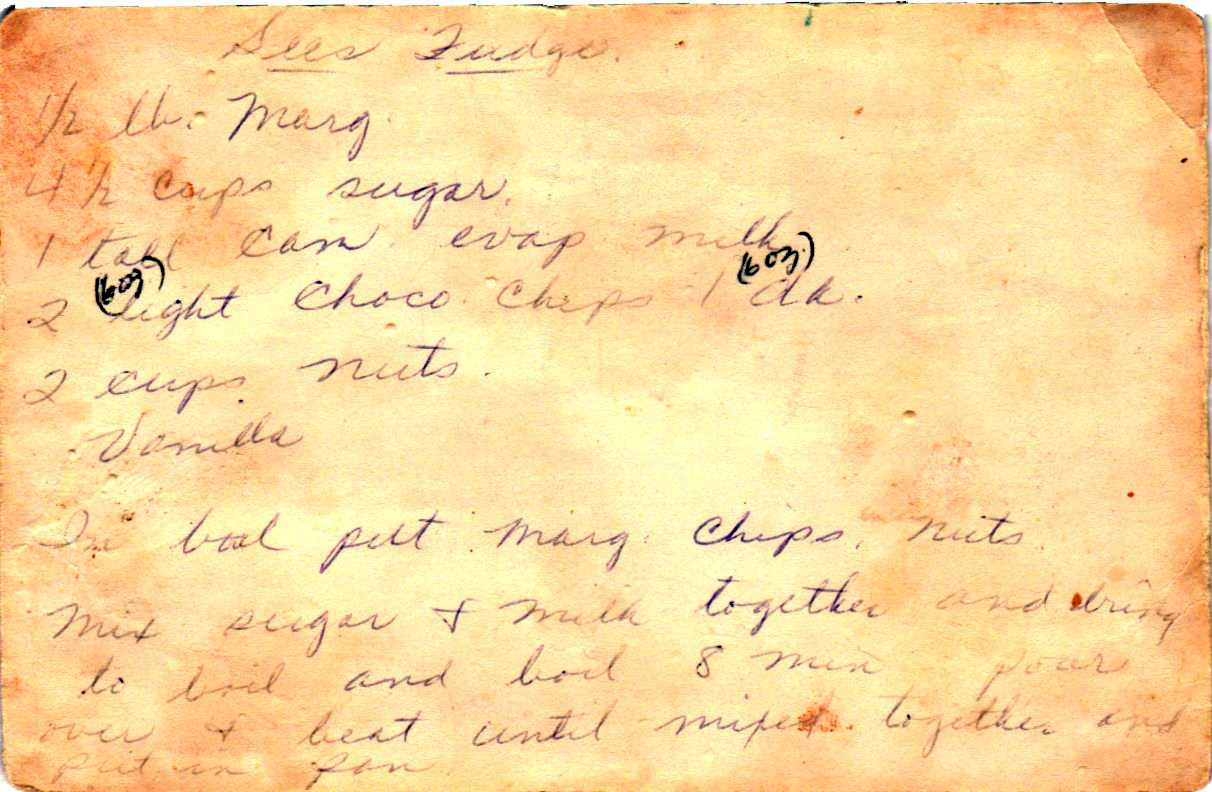 Sees Fudge.
1/2 lb. Marg.
4 1/2 cups sugar.
1 tall can evap milk
2 (6 oz.) light Choco chips 1 (6 oz.) dk.
2 cups nuts.
Vanilla
In boal put marg. chips. nuts
Mix sugar & milk together and bring
to boil and boil 8 min pour
over & beat until mixed together and
put in pan